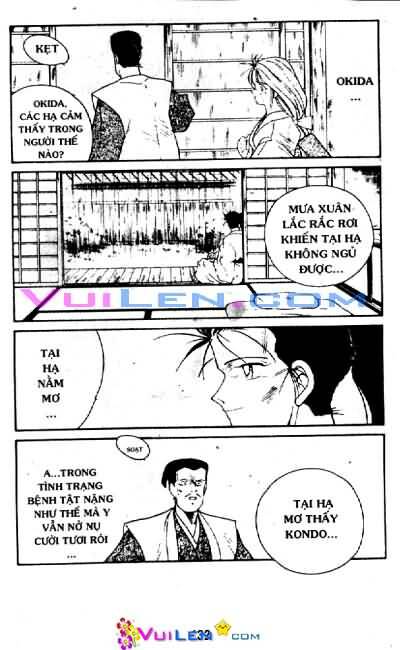 KẸT
OKIDA
...
OKIDA,
CÁC HẠ CẢM
THẤY TRONG
NGƯỜI THẾ
NÀO?
MƯA XUÂN
LẮC RẮC RƠI
KHIẾN TẠI HẠ
KHÔNG NGỦ
ĐƯỢC...
VUILEN.COM
TẠI
HẠ
NẰM
MƠ
...
SOẠT
A...TRONG
TÌNH TRẠNG
BỆNH TẬT NẶNG
NHƯ THẾ MÀ Y
VẪN NỞ NỤ
CƯỜI TƯƠI RÓI
...
TẠI HẠ
MƠ THẤY
KONDO...
VUILEN.COM